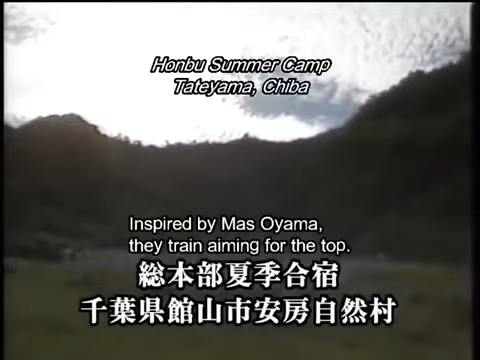 Honbu Summer Camp
Tateyama, Chiba
Inspired by Mas Oyama,
they train aiming for the top.
総本部夏季合宿
千葉県館山市安房自然村